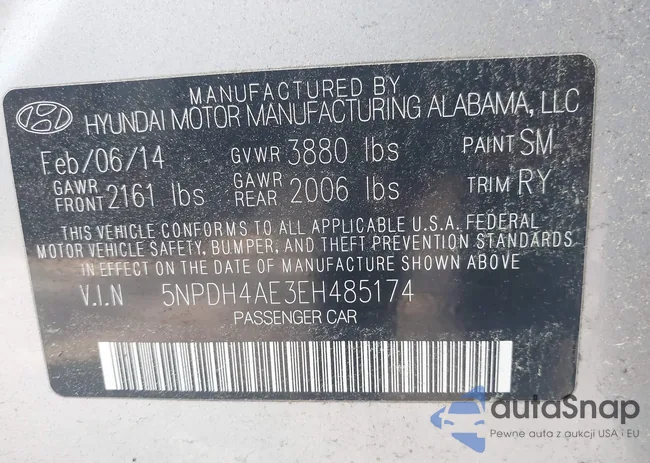 MANUFACTURED BY
HYUNDAI MOTOR MANUFACTURING ALABAMA, LLC
Feb/06/14 GVWR 3880 lbs PAINT SM
GAWR FRONT 2161 lbs GAWR REAR 2006 lbs TRIM RY
THIS VEHICLE CONFORMS TO ALL APPLICABLE U.S.A. FEDERAL
MOTOR VEHICLE SAFETY, BUMPER, AND THEFT PREVENTION STANDARDS
IN EFFECT ON THE DATE OF MANUFACTURE SHOWN ABOVE
V.I.N 5NPDH4AE3EH485174
PASSENGER CAR
autoSnap
Pewne auta z aukcji USA i EU